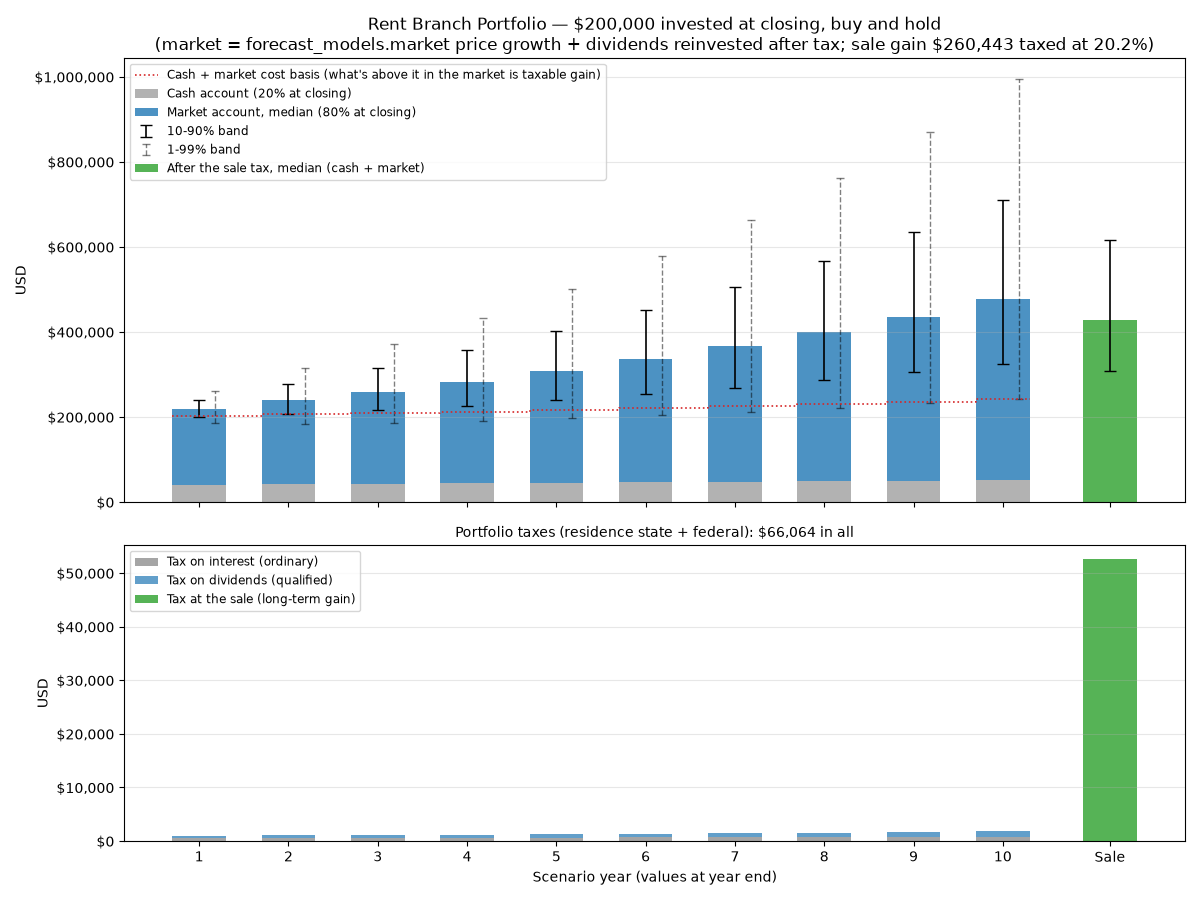 Rent Branch Portfolio — $200,000 invested at closing, buy and hold
(market = forecast_models.market price growth + dividends reinvested after tax; sale gain $260,443 taxed at 20.2%)
Cash + market cost basis (what's above it in the market is taxable gain)
Cash account (20% at closing)
Market account, median (80% at closing)
10-90% band
1-99% band
After the sale tax, median (cash + market)
$1,000,000
$800,000
$600,000
$400,000
$200,000
$0
USD
Portfolio taxes (residence state + federal): $66,064 in all
Tax on interest (ordinary)
Tax on dividends (qualified)
Tax at the sale (long-term gain)
$50,000
$40,000
$30,000
$20,000
$10,000
$0
USD
1 2 3 4 5 6 7 8 9 10 Sale
Scenario year (values at year end)